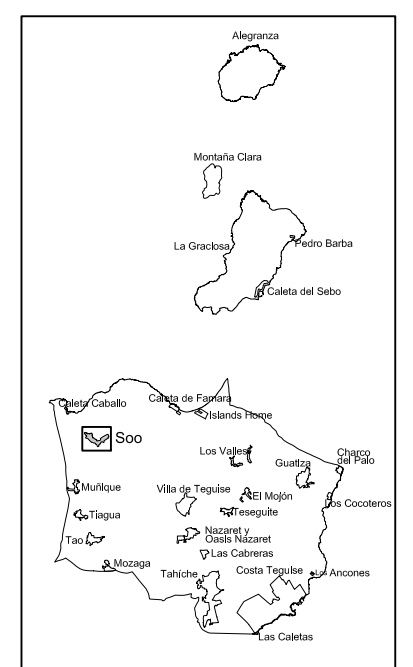 Alegranza
Montaña Clara
La Graciosa
Pedro Barba
Caleta del Sebo
Caleta Caballo
Caleta de Famara
Islands Home
Soo
Los Valles
Guatiza
Charco
del Palo
Muñique
Villa de Teguise
El Mojón
Los Cocoteros
Tiagua
Teseguite
Tao
Nazaret y
Oasis Nazaret
Las Cabreras
Mozaga
Tahíche
Costa Teguise
Los Ancones
Las Caletas